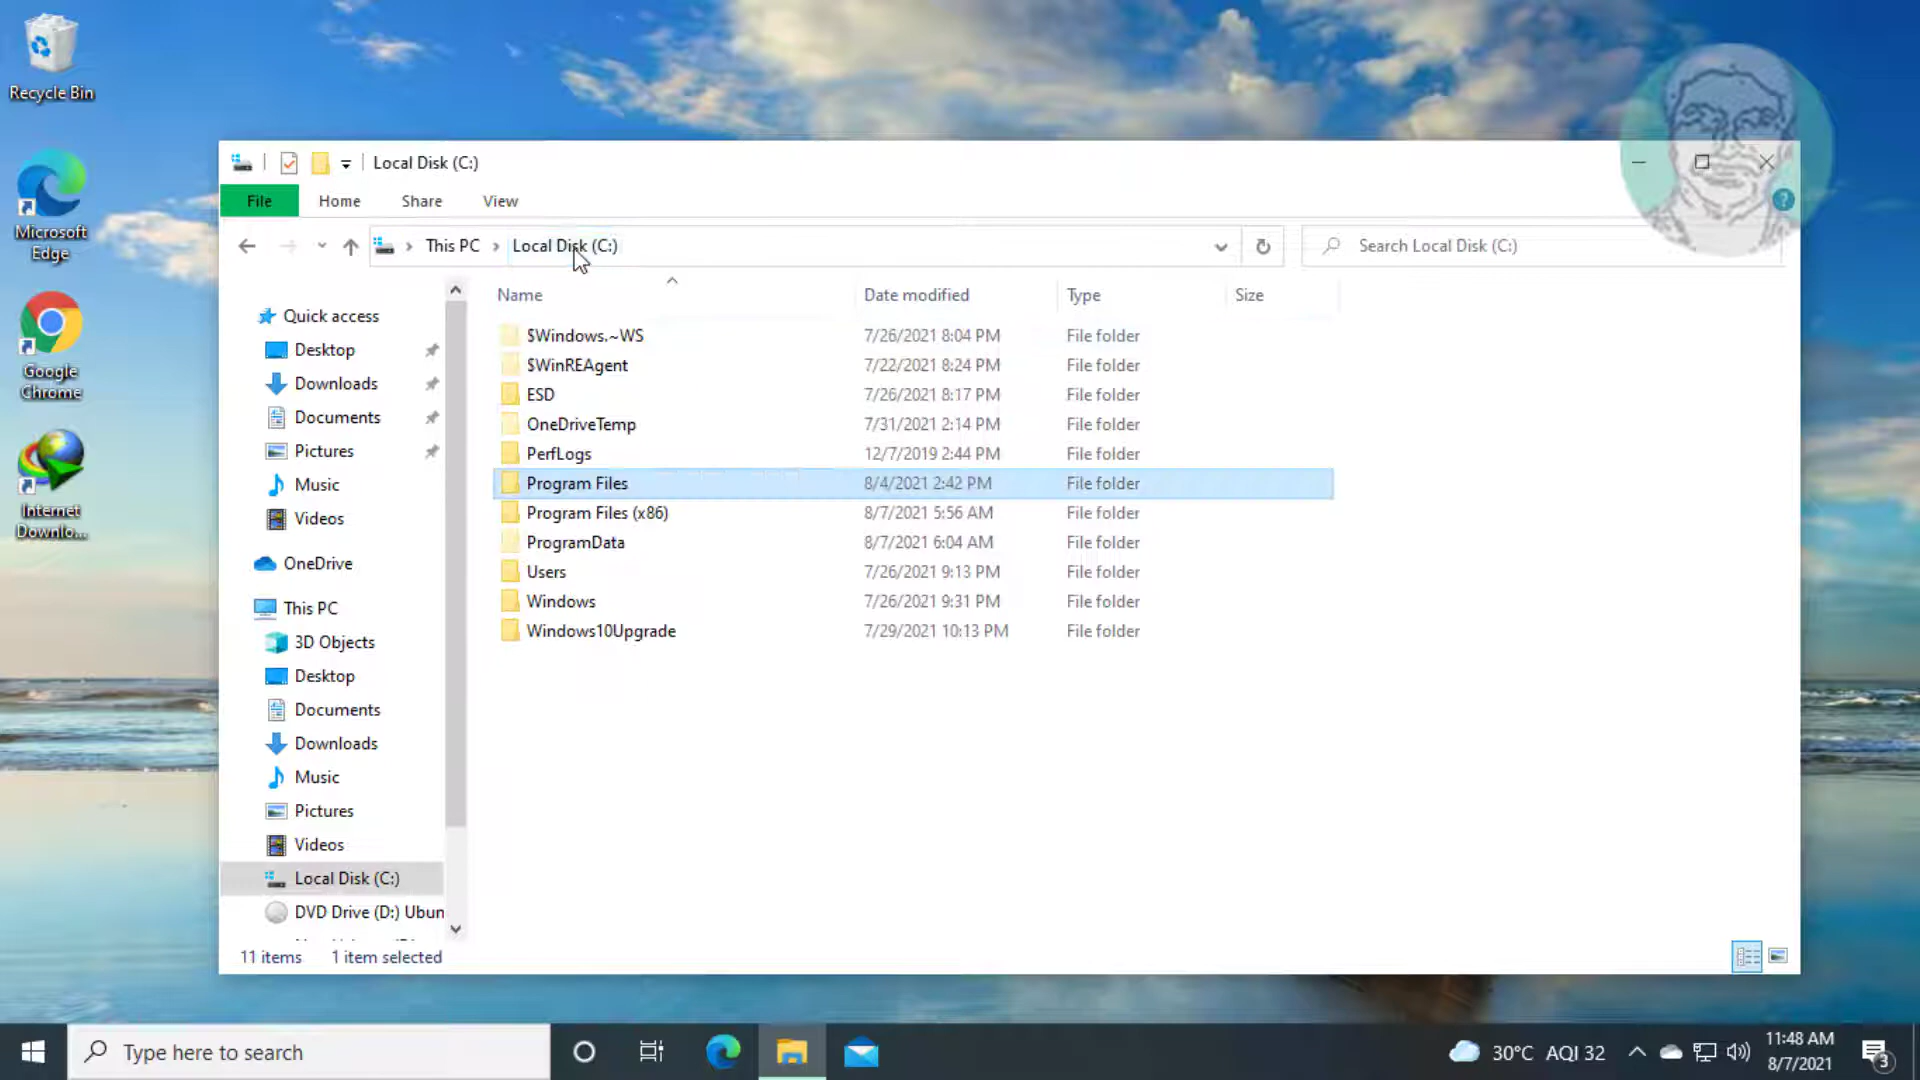 Recycle Bin
Microsoft
Edge
Google
Chrome
Internet
Downlo...
Local Disk (C:)
File
Home
Share
View
This PC
Local Disk (C:)
Search Local Disk (C:)
?
Quick access
Desktop
Downloads
Documents
Pictures
Music
Videos
OneDrive
This PC
3D Objects
Desktop
Documents
Downloads
Music
Pictures
Videos
Local Disk (C:)
DVD Drive (D:) Ubun
Name Date modified Type Size
$Windows.~WS 7/26/2021 8:04 PM File folder
$WinREAgent 7/22/2021 8:24 PM File folder
ESD 7/26/2021 8:17 PM File folder
OneDriveTemp 7/31/2021 2:14 PM File folder
PerfLogs 12/7/2019 2:44 PM File folder
Program Files 8/4/2021 2:42 PM File folder
Program Files (x86) 8/7/2021 5:56 AM File folder
ProgramData 8/7/2021 6:04 AM File folder
Users 7/26/2021 9:13 PM File folder
Windows 7/26/2021 9:31 PM File folder
Windows10Upgrade 7/29/2021 10:13 PM File folder
11 items 1 item selected
Type here to search
30°C AQI 32
11:48 AM
8/7/2021
3